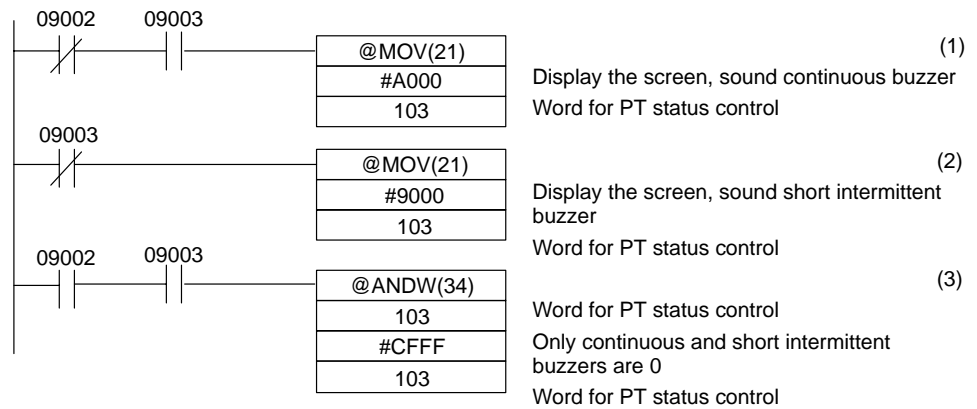 09002 09003
@MOV(21) (1)
#A000 Display the screen, sound continuous buzzer
103 Word for PT status control
09003
@MOV(21) (2)
#9000 Display the screen, sound short intermittent
buzzer
103
Word for PT status control
09002 09003
@ANDW(34) (3)
103 Word for PT status control
#CFFF Only continuous and short intermittent
buzzers are 0
103
Word for PT status control